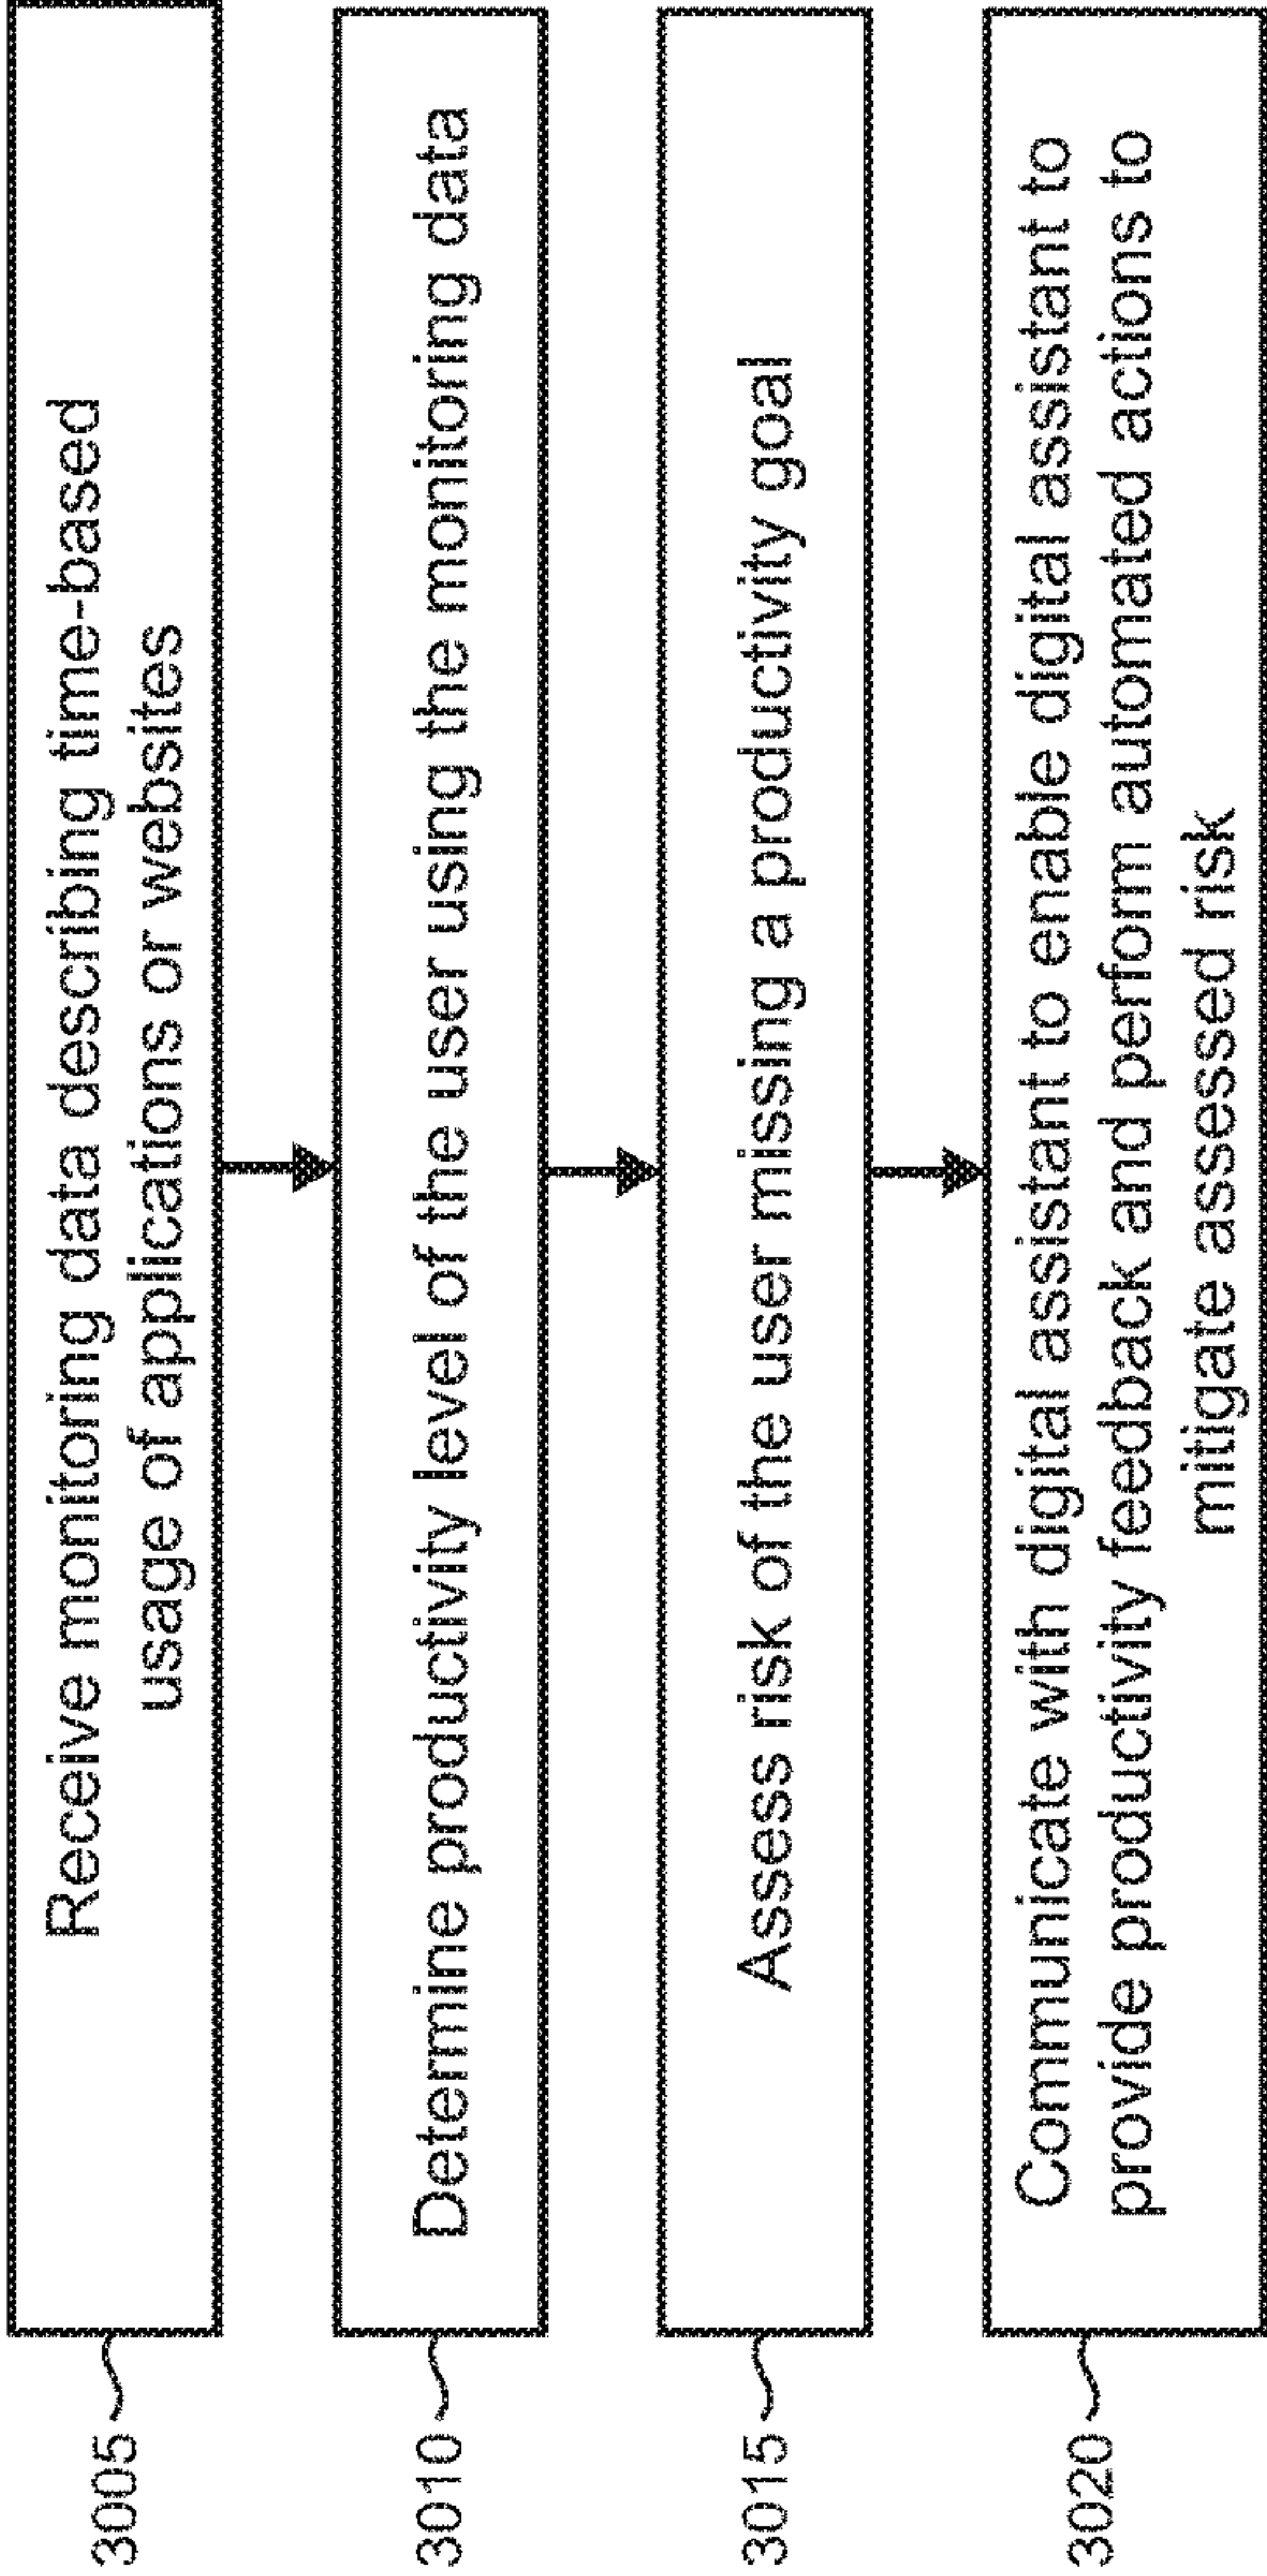 3005
Receive monitoring data describing time-based
usage of applications or websites
3010
Determine productivity level of the user using the monitoring data
3015
Assess risk of the user missing a productivity goal
3020
Communicate with digital assistant to enable digital assistant to
provide productivity feedback and perform automated actions to
mitigate assessed risk